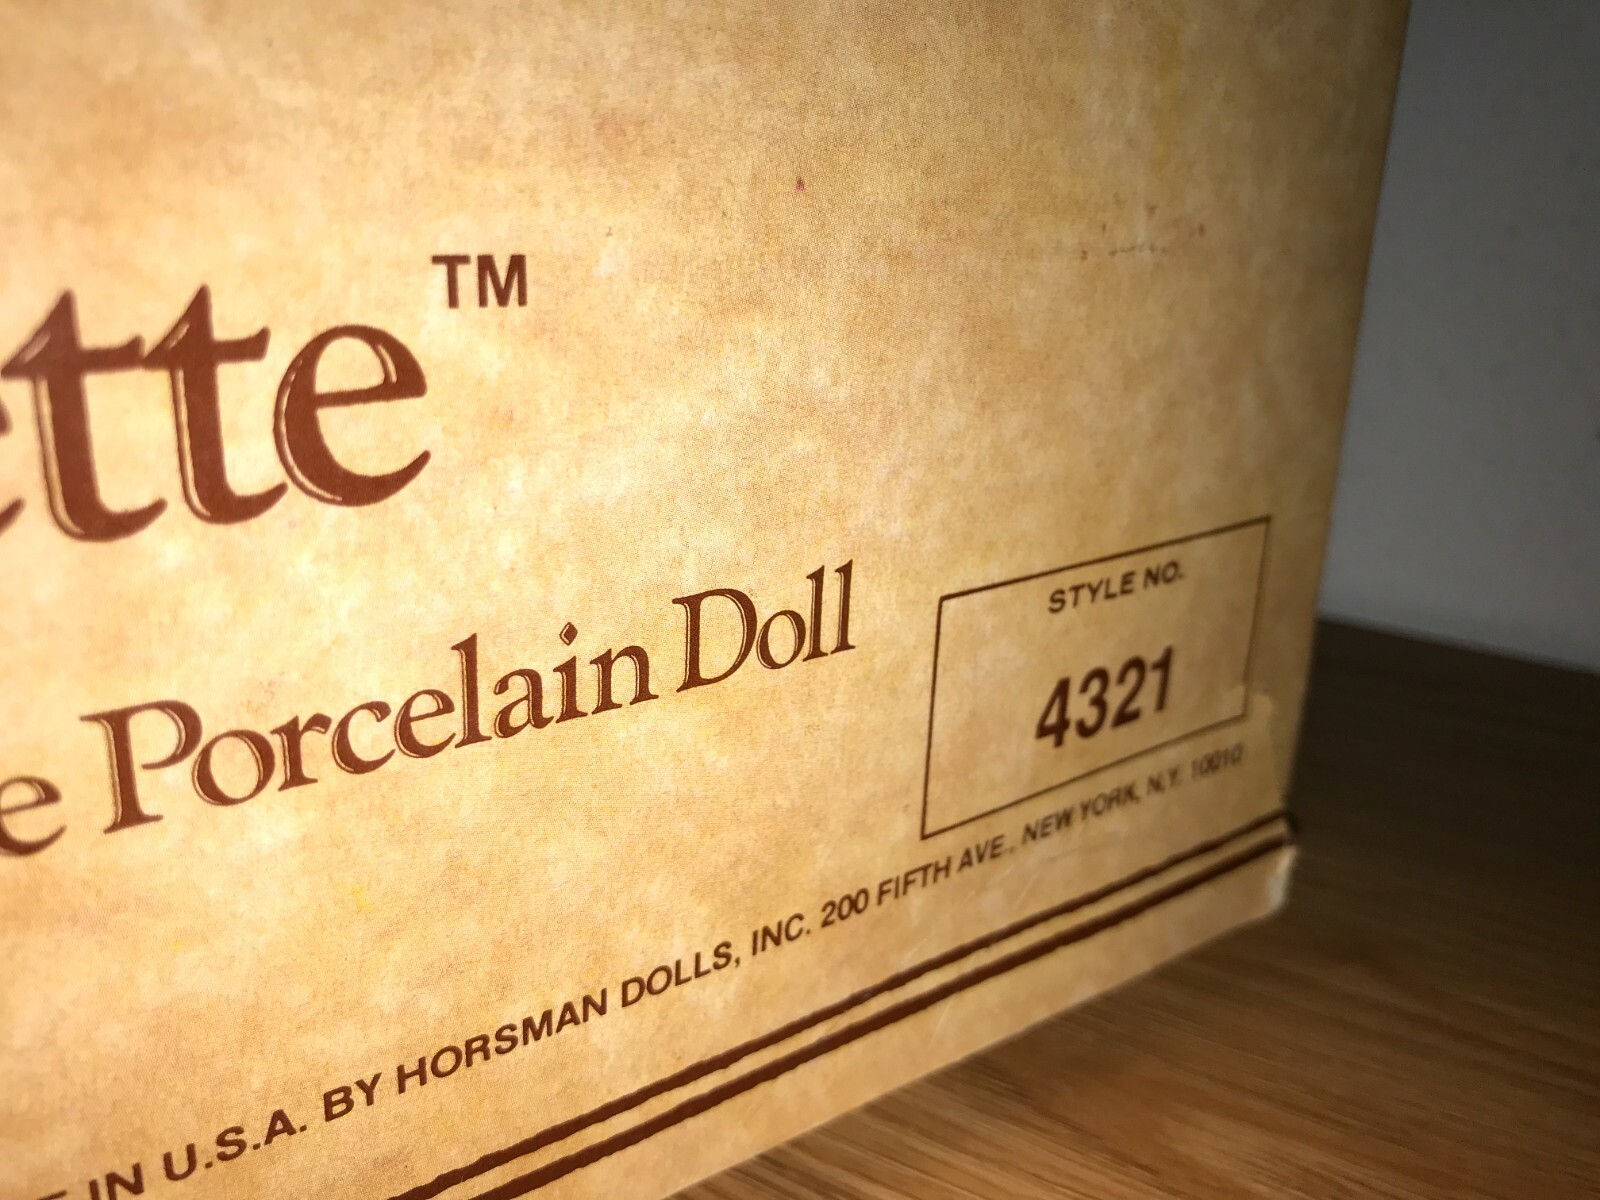 ette™
e Porcelain Doll
STYLE NO.
4321
IN U.S.A. BY HORSMAN DOLLS, INC. 200 FIFTH AVE., NEW YORK, N.Y. 10010